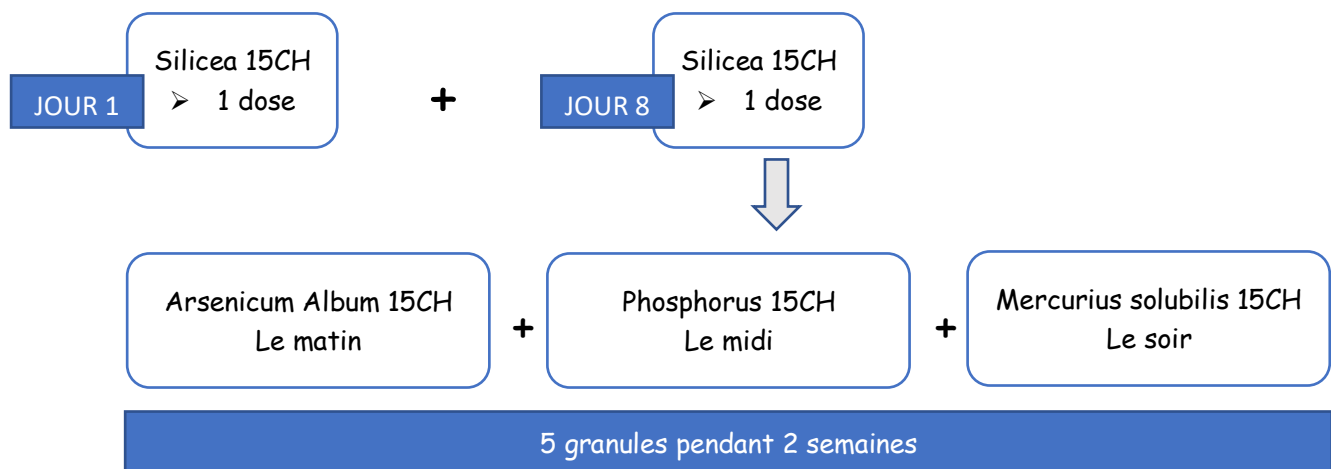 JOUR 1
Silicea 15CH
➢ 1 dose
+
JOUR 8
Silicea 15CH
➢ 1 dose
Arsenicum Album 15CH
Le matin
+
Phosphorus 15CH
Le midi
+
Mercurius solubilis 15CH
Le soir
5 granules pendant 2 semaines